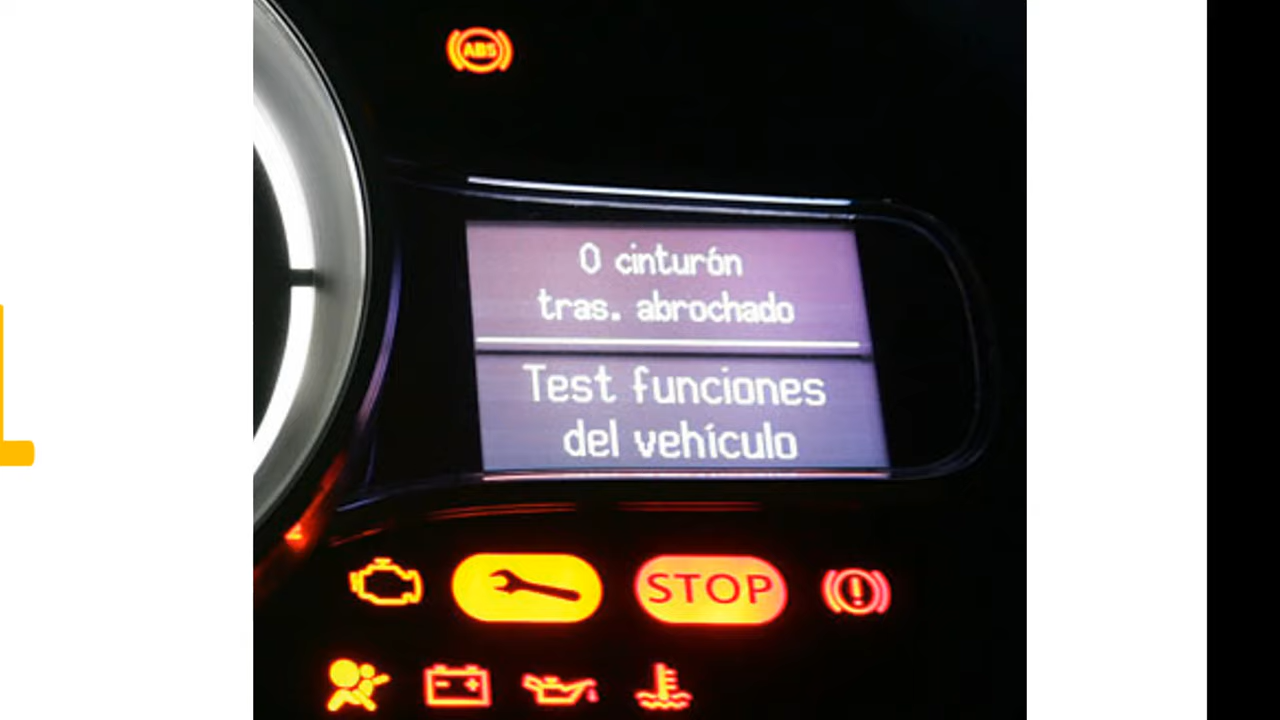 ABS
0 cinturón
tras. abrochado
Test funciones
del vehículo
STOP